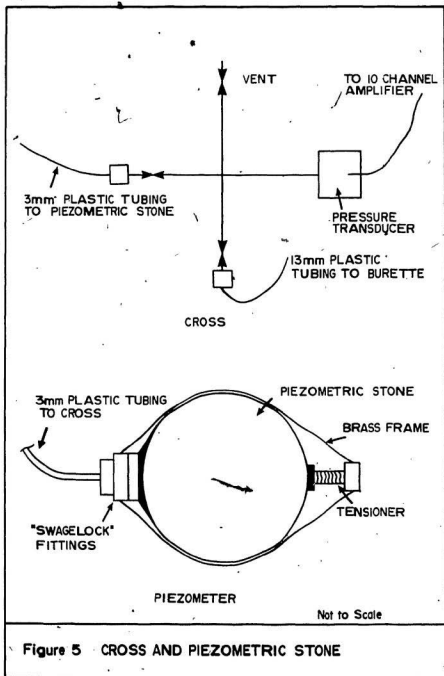 VENT
TO 10 CHANNEL
AMPLIFIER
3mm PLASTIC TUBING
TO PIEZOMETRIC STONE
PRESSURE
TRANSDUCER
13mm PLASTIC
TUBING TO BURETTE
CROSS
3mm PLASTIC TUBING
TO CROSS
PIEZOMETRIC STONE
BRASS FRAME
TENSIONER
"SWAGELOCK"
FITTINGS
PIEZOMETER
Not to Scale
Figure 5 CROSS AND PIEZOMETRIC STONE